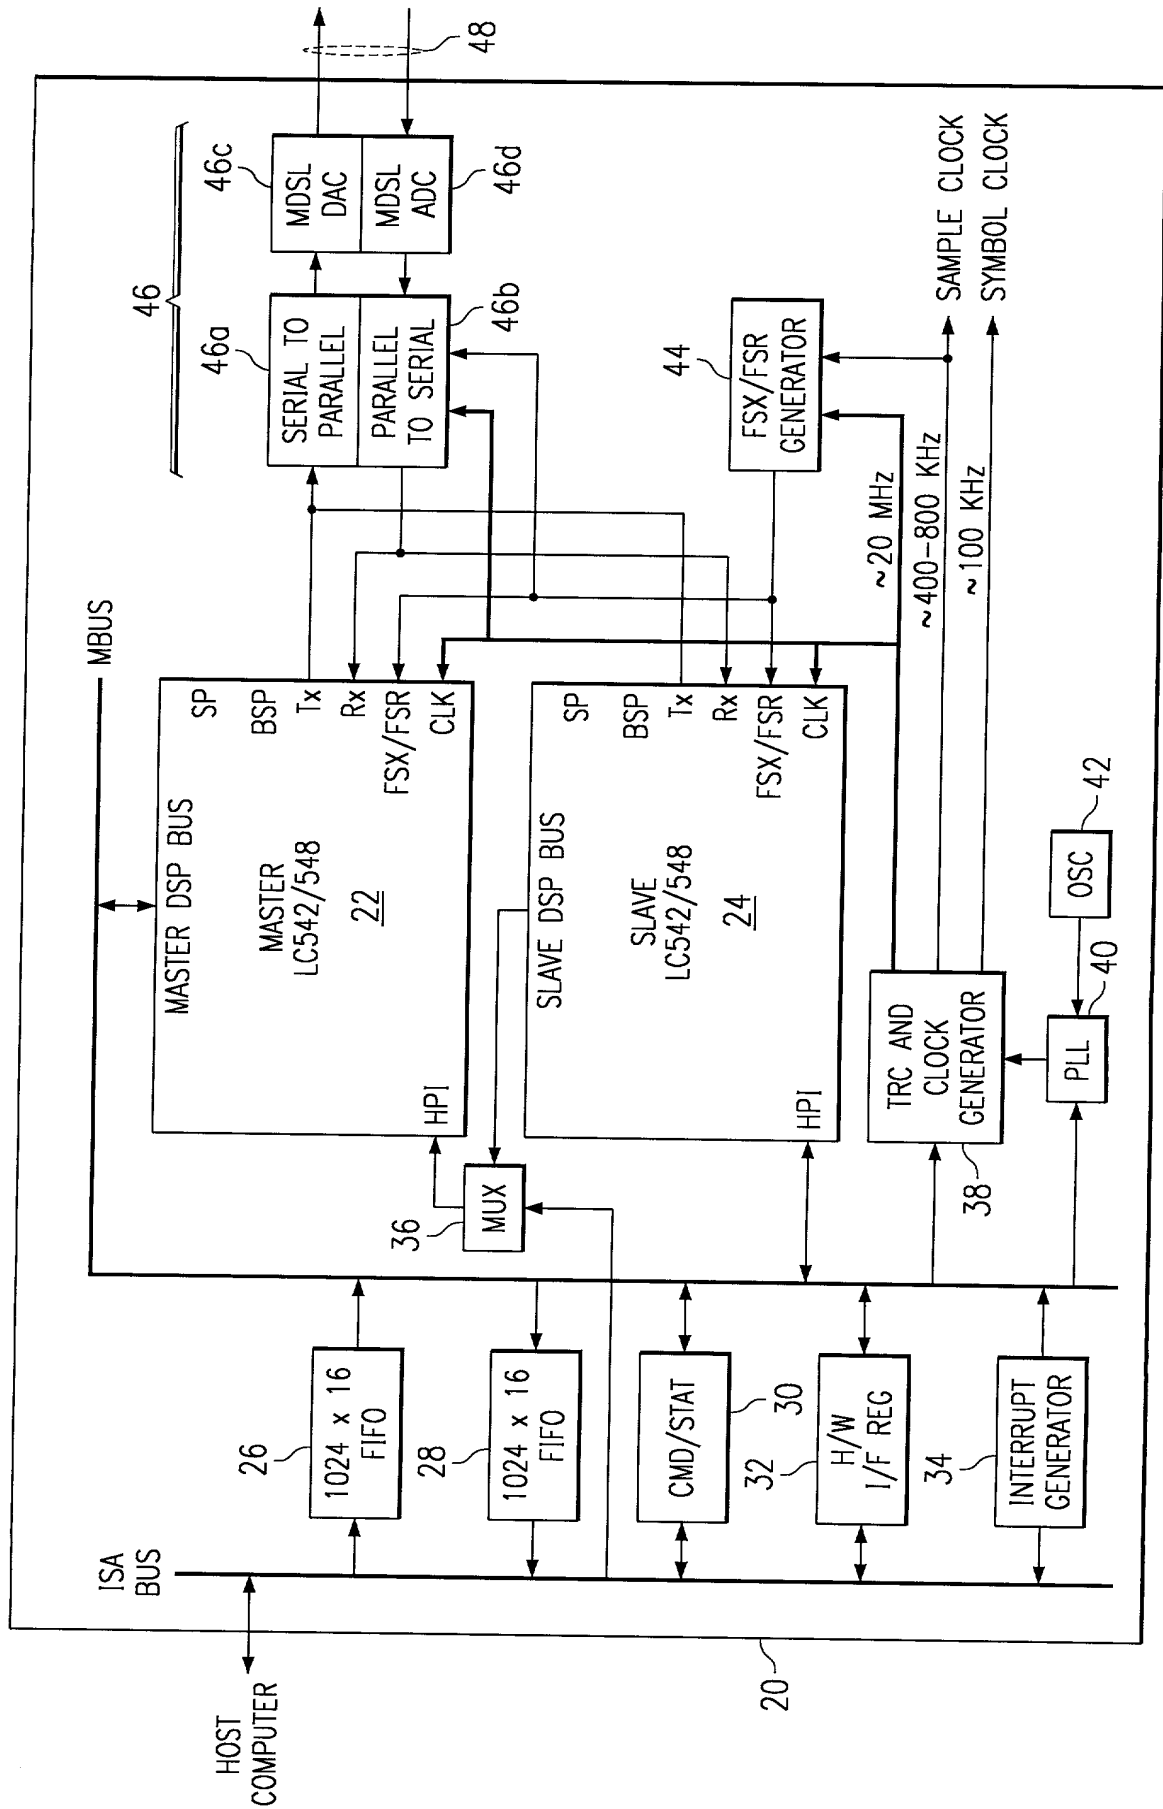 HOST
COMPUTER
20
ISA
BUS
26
1024 x 16
FIFO
28
1024 x 16
FIFO
CMD/STAT
30
32
H/W
I/F REG
34
INTERRUPT
GENERATOR
MBUS
36
MUX
MASTER DSP BUS
MASTER
LC542/548
22
HPI
SP
BSP
Tx
Rx
FSX/FSR
CLK
SLAVE DSP BUS
SLAVE
LC542/548
24
HPI
SP
BSP
Tx
Rx
FSX/FSR
CLK
TRC AND
CLOCK
GENERATOR
38
PLL
40
OSC
42
46
46a
SERIAL TO
PARALLEL
PARALLEL
TO SERIAL
46b
46c
MDSL
DAC
MDSL
ADC
46d
48
44
FSX/FSR
GENERATOR
~20 MHz
~400-800 KHz
~100 KHz
SAMPLE CLOCK
SYMBOL CLOCK